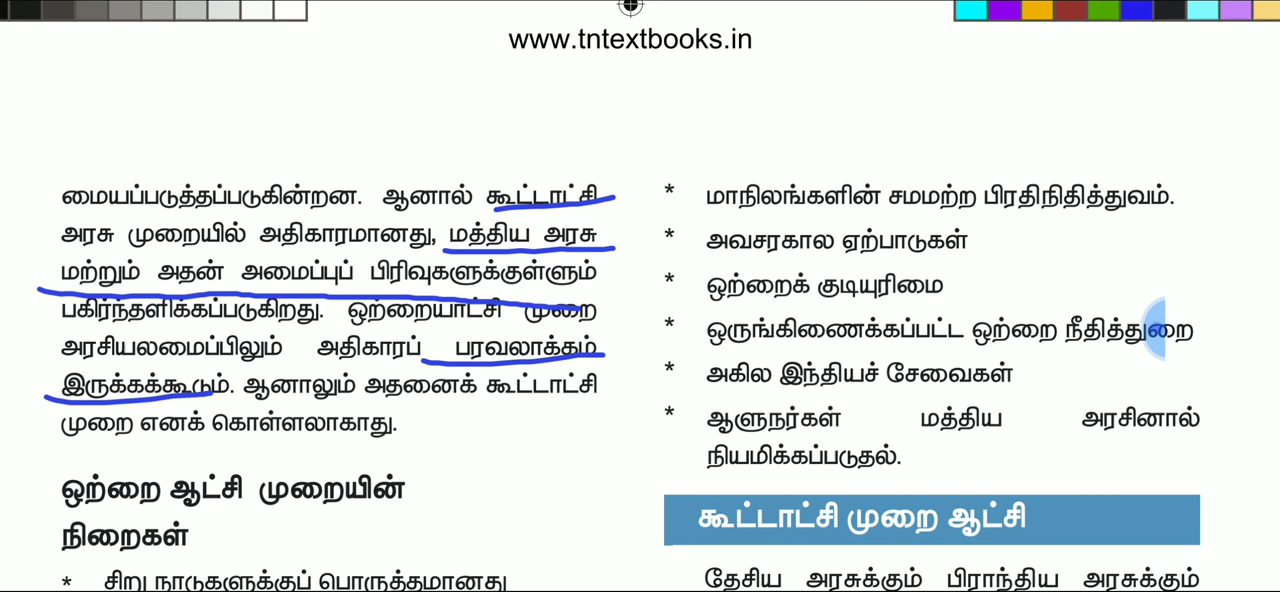 www.tntextbooks.in
மையப்படுத்தப்படுகின்றன. ஆனால் கூட்டாட்சி
அரசு முறையில் அதிகாரமானது, மத்திய அரசு
மற்றும் அதன் அமைப்புப் பிரிவுகளுக்குள்ளும்
பகிர்ந்தளிக்கப்படுகிறது. ஒற்றையாட்சி முறை
அரசியலமைப்பிலும் அதிகாரப் பரவலாக்கம்
இருக்கக்கூடும். ஆனாலும் அதனைக் கூட்டாட்சி
முறை எனக் கொள்ளலாகாது.
ஒற்றை ஆட்சி முறையின்
நிறைகள்
* சிறு நாடுகளுக்குப் பொருத்தமானது
* மாநிலங்களின் சமமற்ற பிரதிநிதித்துவம்.
* அவசரகால ஏற்பாடுகள்
* ஒற்றைக் குடியுரிமை
* ஒருங்கிணைக்கப்பட்ட ஒற்றை நீதித்துறை
* அகில இந்தியச் சேவைகள்
* ஆளுநர்கள் மத்திய அரசினால்
நியமிக்கப்படுதல்.
கூட்டாட்சி முறை ஆட்சி
தேசிய அரசுக்கும் பிராந்திய அரசுக்கும்